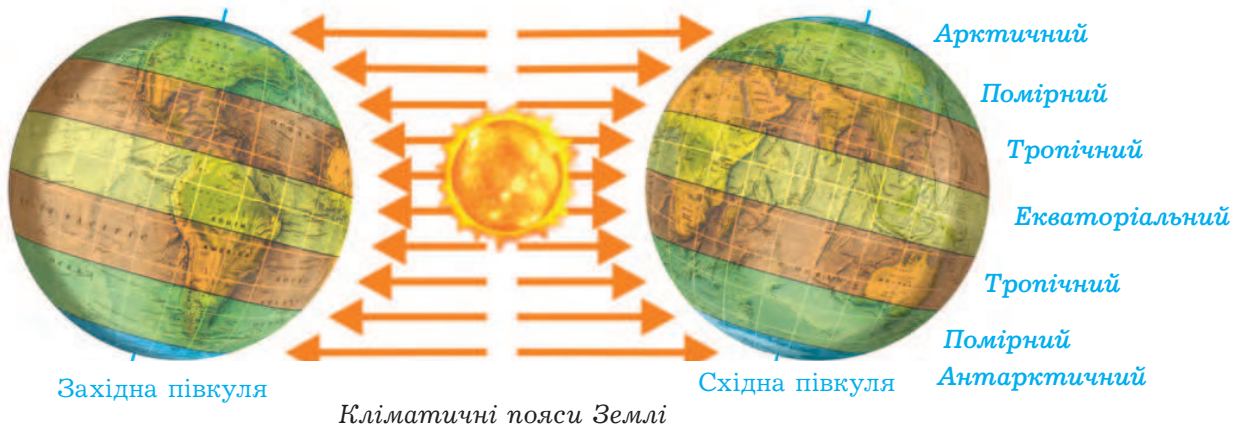 Арктичний
Помірний
Тропічний
Екваторіальний
Тропічний
Помірний
Антарктичний
Західна півкуля
Східна півкуля
Кліматичні пояси Землі